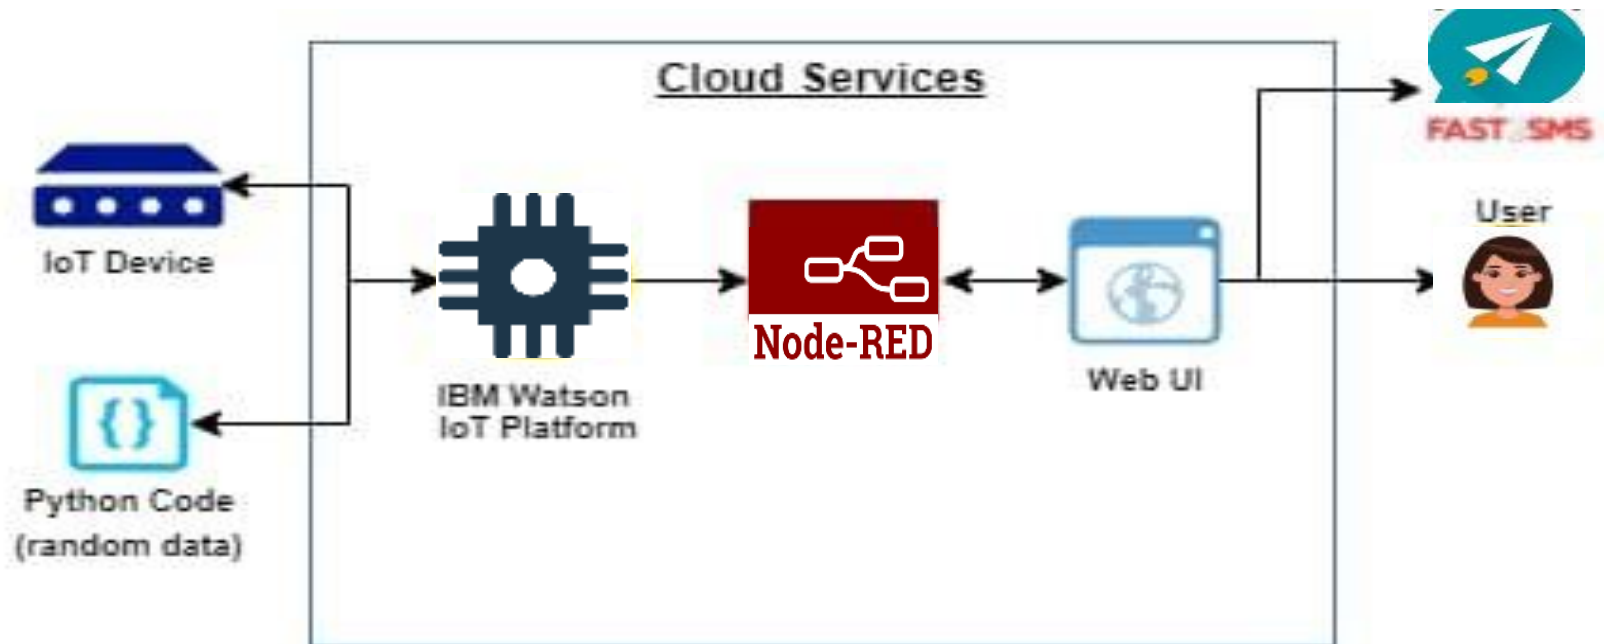 Cloud Services
FAST SMS
User
IoT Device
Node-RED
Web UI
IBM Watson
IoT Platform
Python Code
(random data)